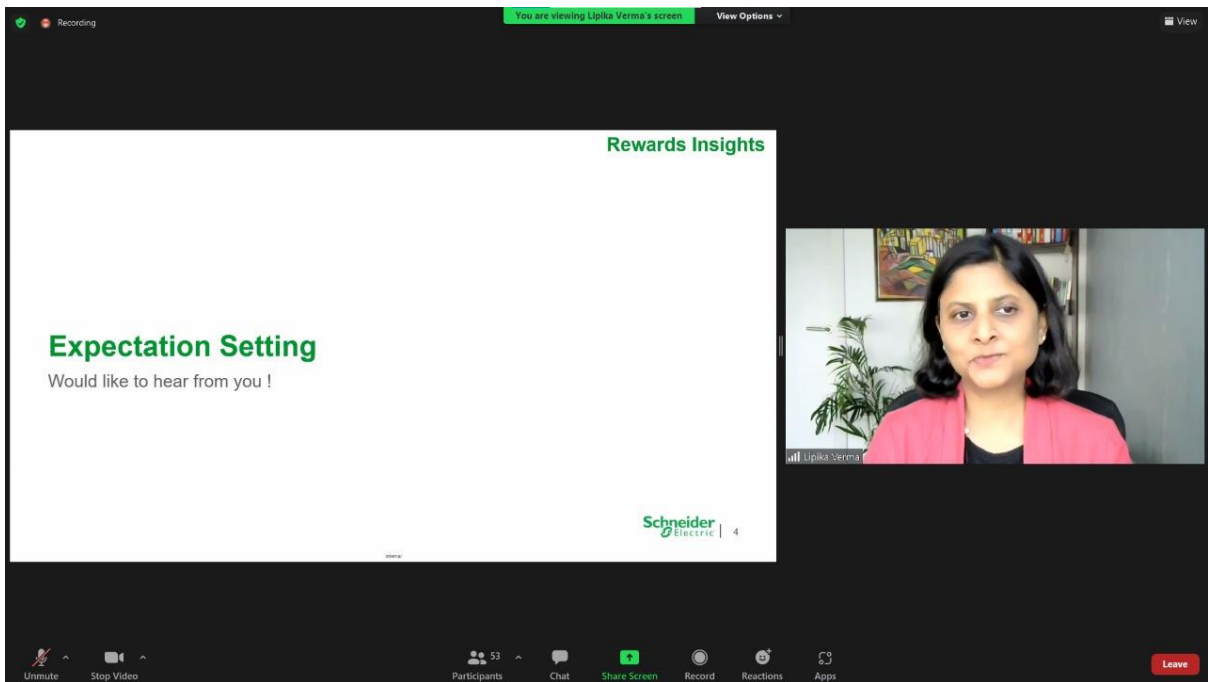 Recording
You are viewing Lipika Verma's screen
View Options
View
Rewards Insights
Expectation Setting
Would like to hear from you !
Schneider
Electric
4
Internal
Lipika Verma
Unmute
Stop Video
53
Participants
Chat
Share Screen
Record
Reactions
Apps
Leave